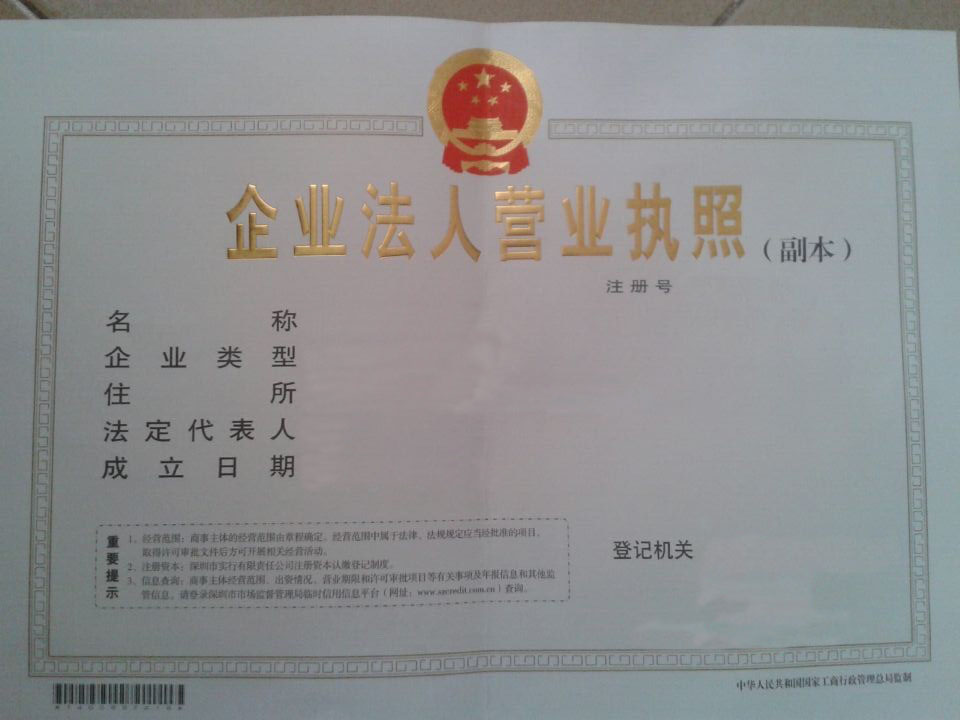 企业法人营业执照（副本）
注册号
名称
企业类型
住所
法定代表人
成立日期
重要提示
1、经营范围：商事主体的经营范围由章程确定。经营范围中属于法律、法规规定应当经批准的项目，
取得许可审批文件后方可开展相关经营活动。
2、注册资本：深圳市实行有限责任公司注册资本认缴登记制度。
3、信息查询：商事主体经营范围、出资情况、营业期限和许可审批项目等有关事项及年报信息和其他监
管信息，请登录深圳市市场监督管理局临时信用信息平台（网址：www.szcredit.com.cn）查询。
登记机关
中华人民共和国国家工商行政管理总局监制